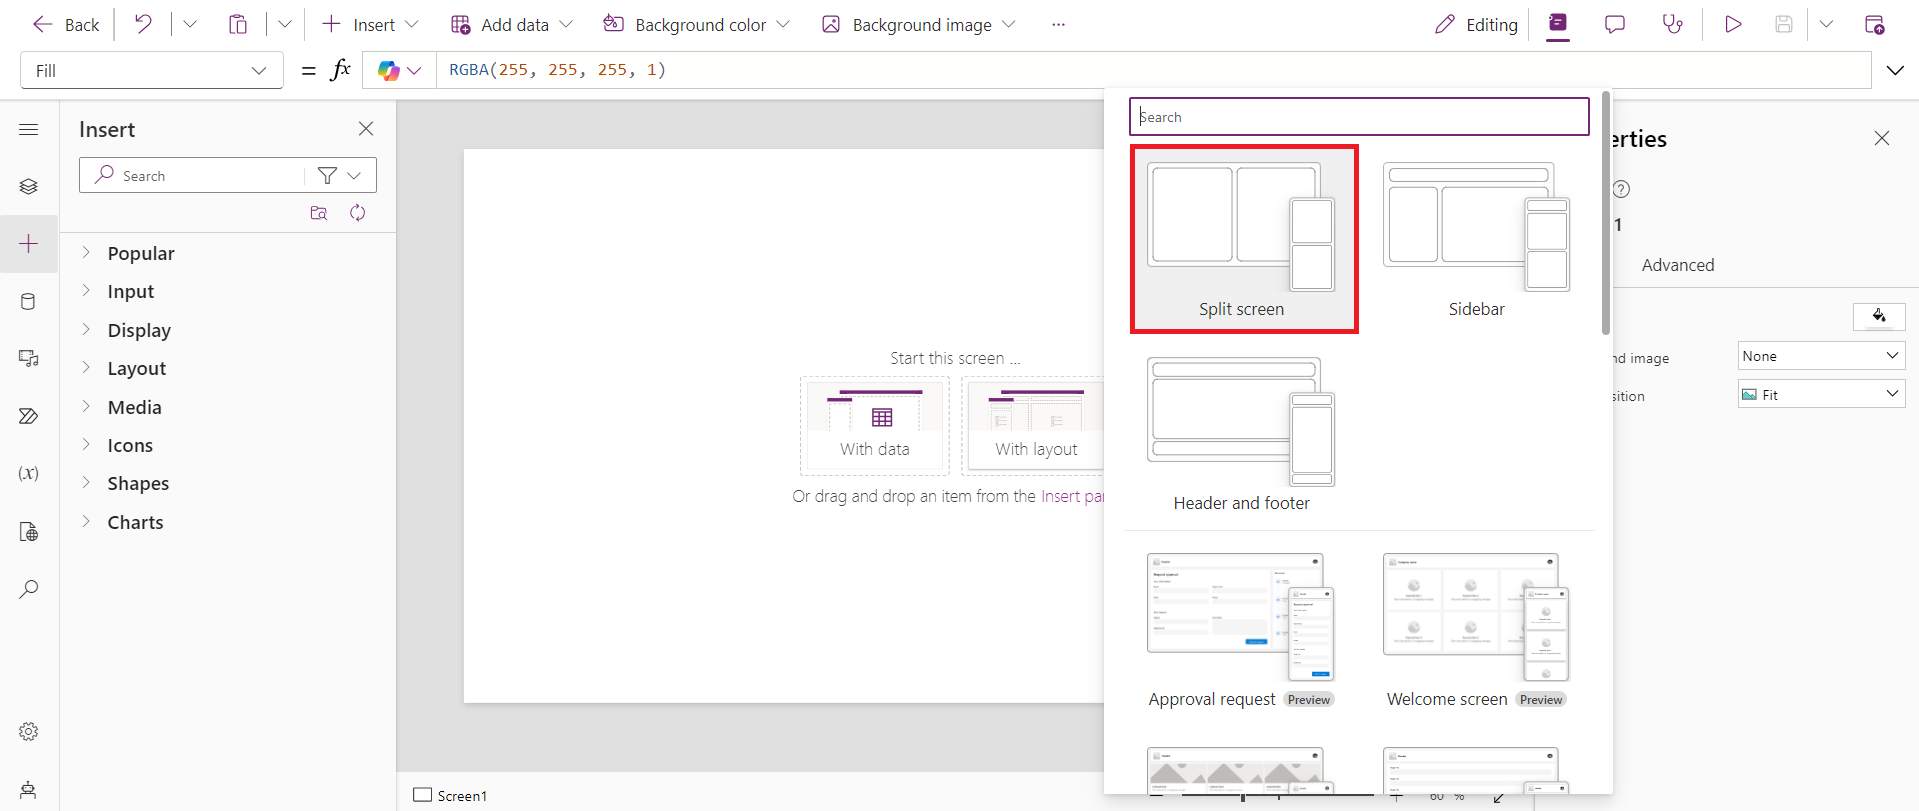 Back
Insert
Add data
Background color
Background image
...
Editing
Fill
= fx
RGBA(255, 255, 255, 1)
Insert
Search
Popular
Input
Display
Layout
Media
Icons
Shapes
Charts
(x)
Start this screen ...
With data
With layout
Or drag and drop an item from the Insert pa
Screen1
Search
Split screen
Sidebar
Header and footer
Approval request Preview
Welcome screen Preview
erties
?
1
Advanced
nd image
None
sition
Fit
60 %